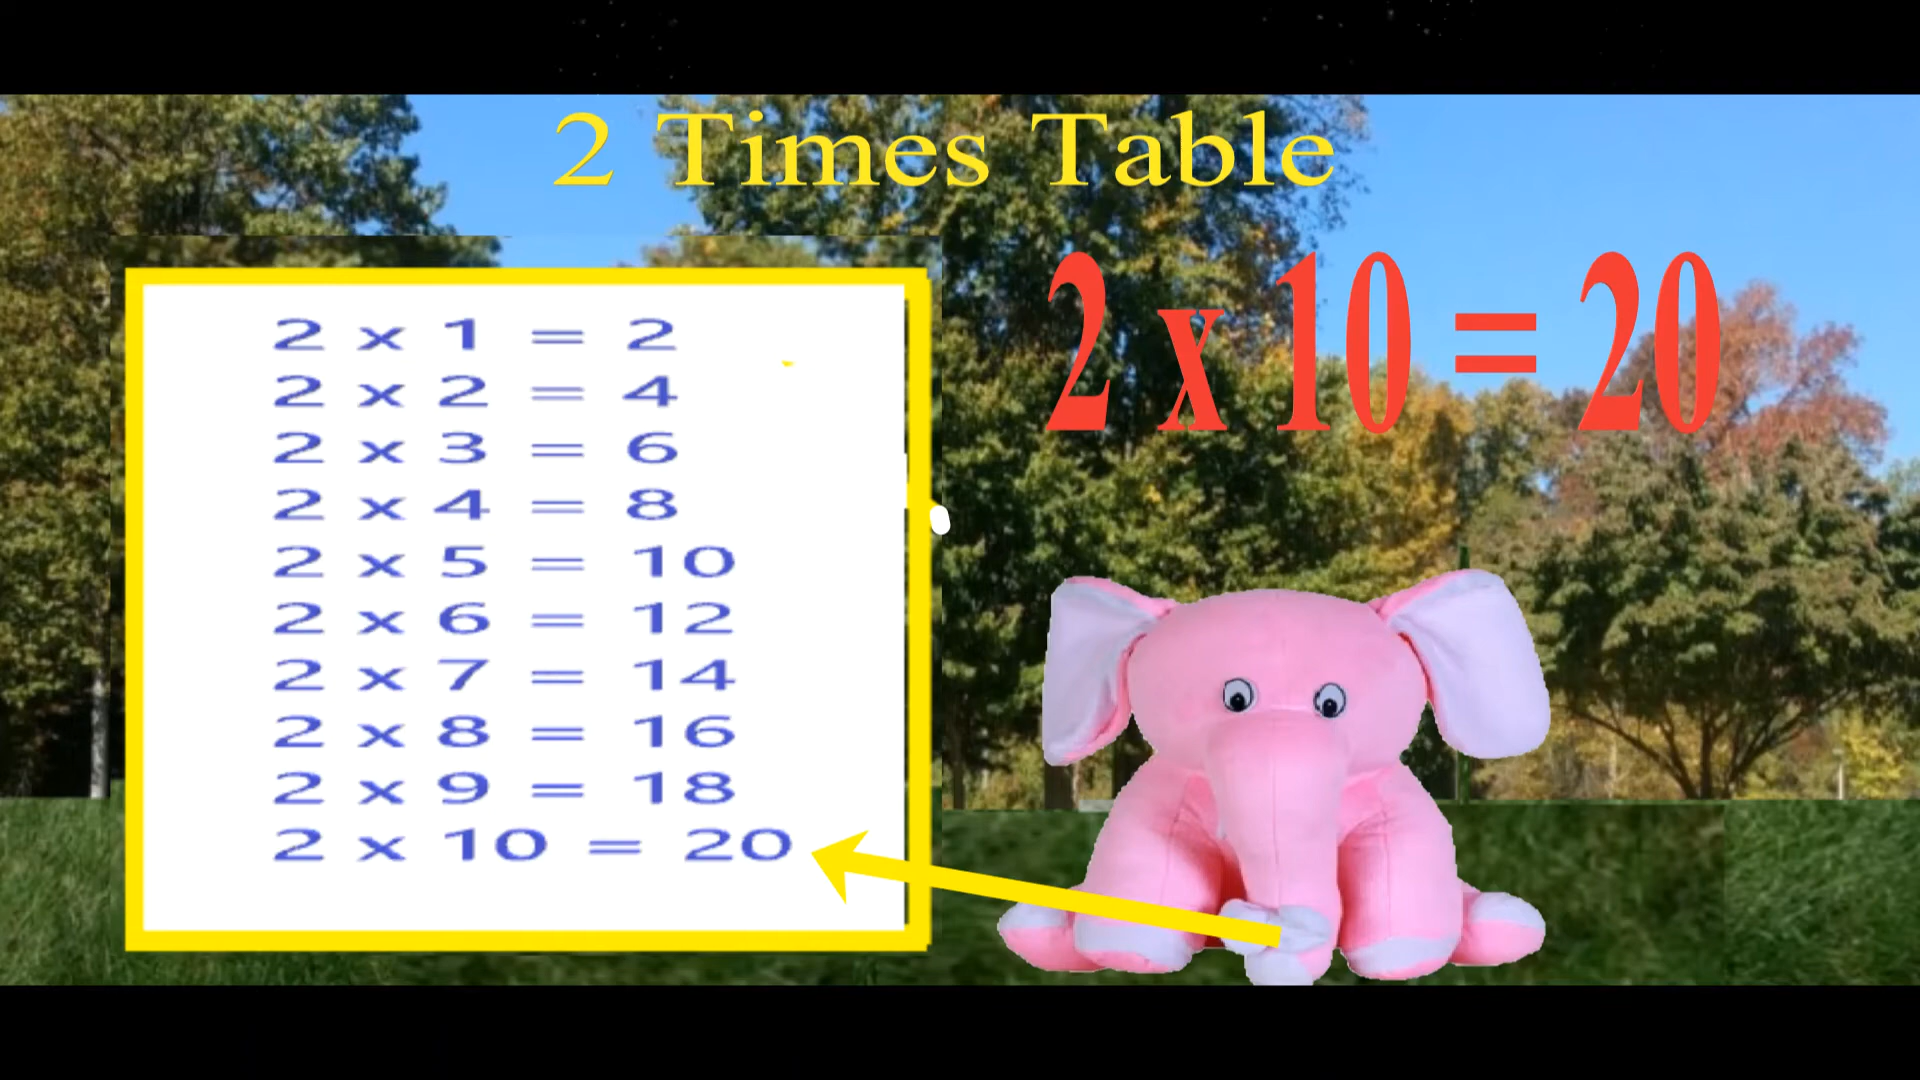 2 Times Table
2 x 1 = 2
2 x 2 = 4
2 x 3 = 6
2 x 4 = 8
2 x 5 = 10
2 x 6 = 12
2 x 7 = 14
2 x 8 = 16
2 x 9 = 18
2 x 10 = 20
2 x 10 = 20